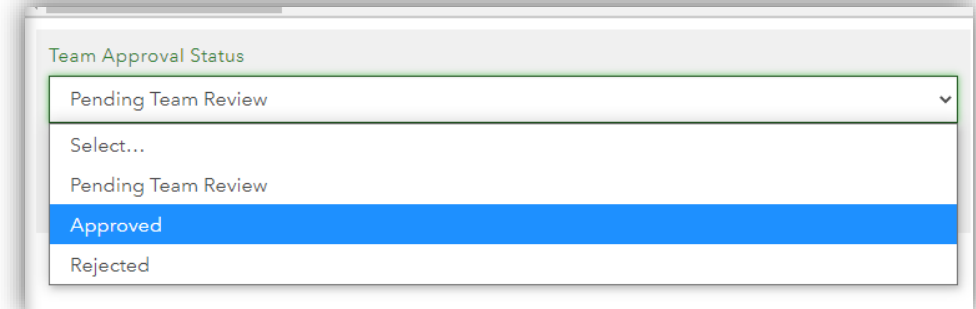 Team Approval Status
Pending Team Review
Select...
Pending Team Review
Approved
Rejected